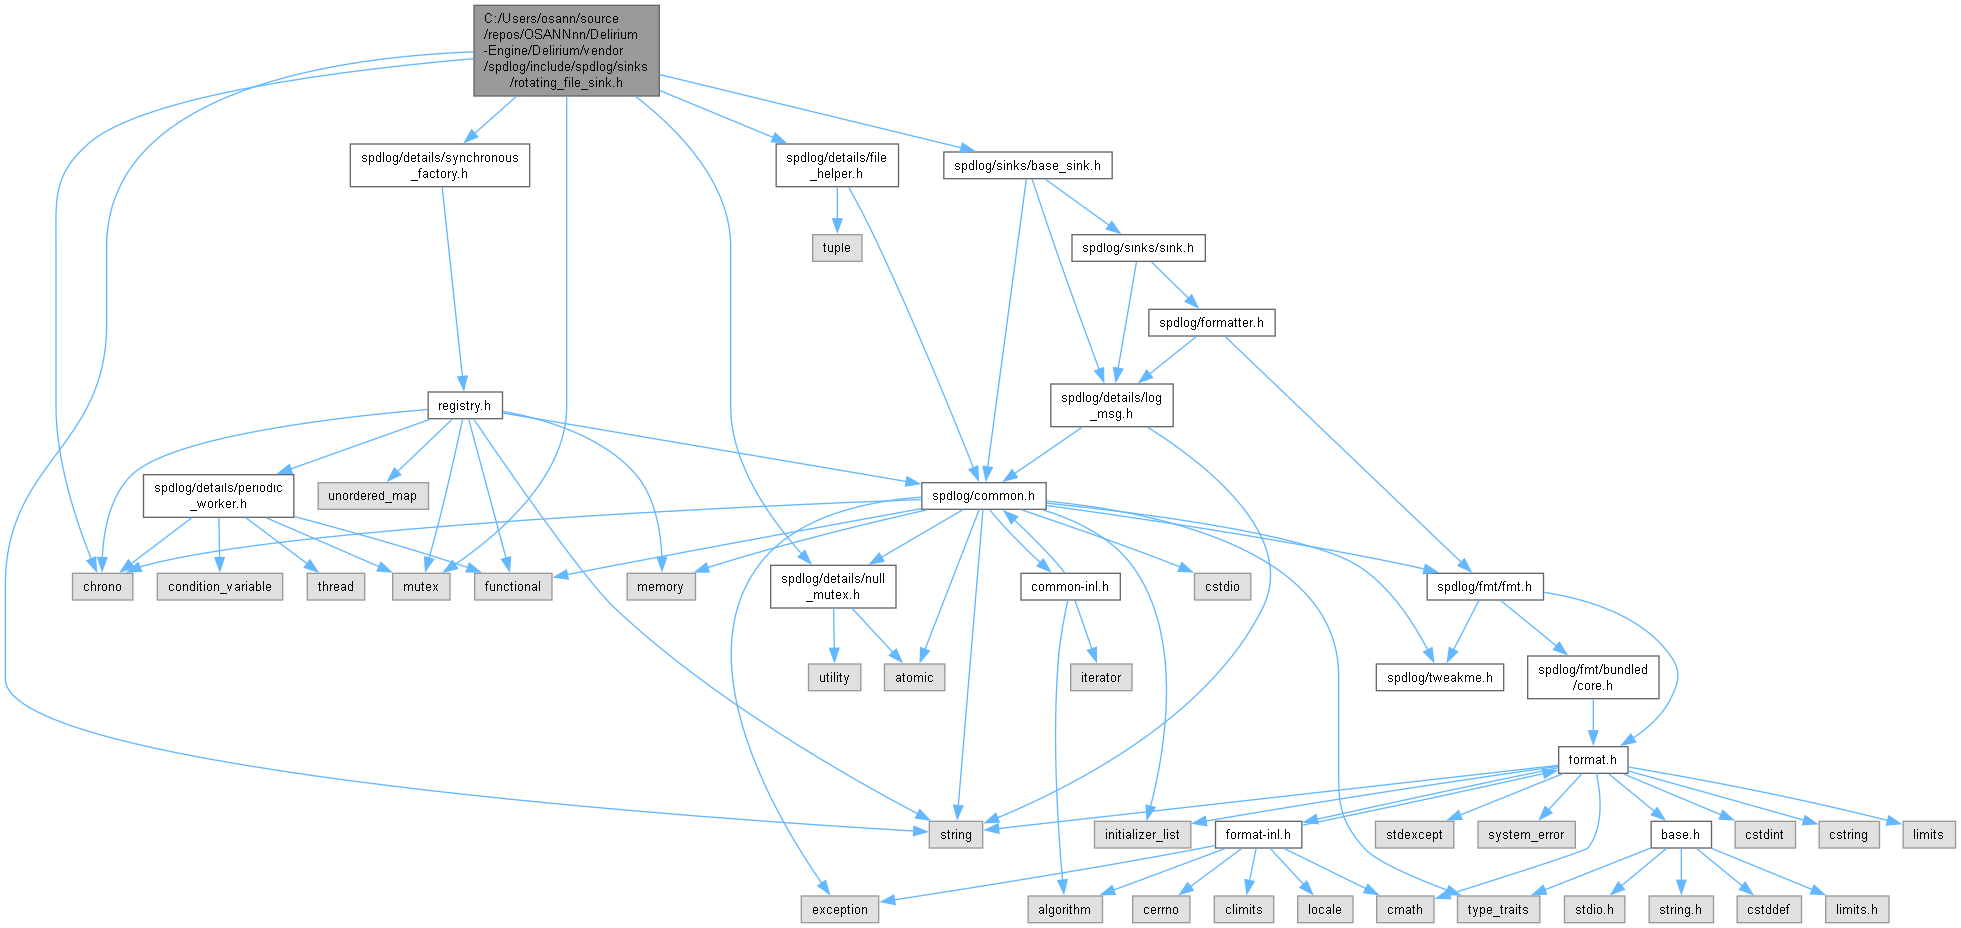 C:/Users/osann/source
/repos/OSANNnn/Delirium
-Engine/Delirium/vendor
/spdlog/include/spdlog/sinks
/rotating_file_sink.h
spdlog/details/synchronous
_factory.h
spdlog/details/file
_helper.h
spdlog/sinks/base_sink.h
tuple
spdlog/sinks/sink.h
spdlog/formatter.h
registry.h
spdlog/details/log
_msg.h
spdlog/details/periodic
_worker.h
unordered_map
spdlog/common.h
chrono
condition_variable
thread
mutex
functional
memory
spdlog/details/null
_mutex.h
common-inl.h
cstdio
spdlog/fmt/fmt.h
utility
atomic
iterator
spdlog/tweakme.h
spdlog/fmt/bundled
/core.h
format.h
string
initializer_list
format-inl.h
stdexcept
system_error
base.h
cstdint
cstring
limits
exception
algorithm
cerrno
climits
locale
cmath
type_traits
stdio.h
string.h
cstddef
limits.h